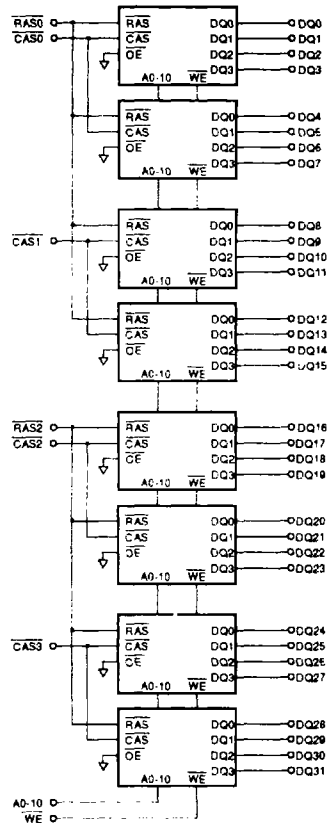 RAS0 RAS DQ0 DQ0
CAS0 CAS DQ1 DQ1
OE DQ2 DQ2
DQ3 DQ3
A0-10 WE
RAS DQ0 DQ4
CAS DQ1 DQ5
OE DQ2 DQ6
DQ3 DQ7
A0-10 WE
RAS DQ0 DQ8
CAS1 CAS DQ1 DQ9
OE DQ2 DQ10
DQ3 DQ11
A0-10 WE
RAS DQ0 DQ12
CAS DQ1 DQ13
OE DQ2 DQ14
DQ3 DQ15
A0-10 WE
RAS2 RAS DQ0 DQ16
CAS2 CAS DQ1 DQ17
OE DQ2 DQ18
DQ3 DQ19
A0-10 WE
RAS DQ0 DQ20
CAS DQ1 DQ21
OE DQ2 DQ22
DQ3 DQ23
A0-10 WE
RAS DQ0 DQ24
CAS3 CAS DQ1 DQ25
OE DQ2 DQ26
DQ3 DQ27
A0-10 WE
RAS DQ0 DQ28
CAS DQ1 DQ29
OE DQ2 DQ30
DQ3 DQ31
A0-10 WE
A0-10
WE